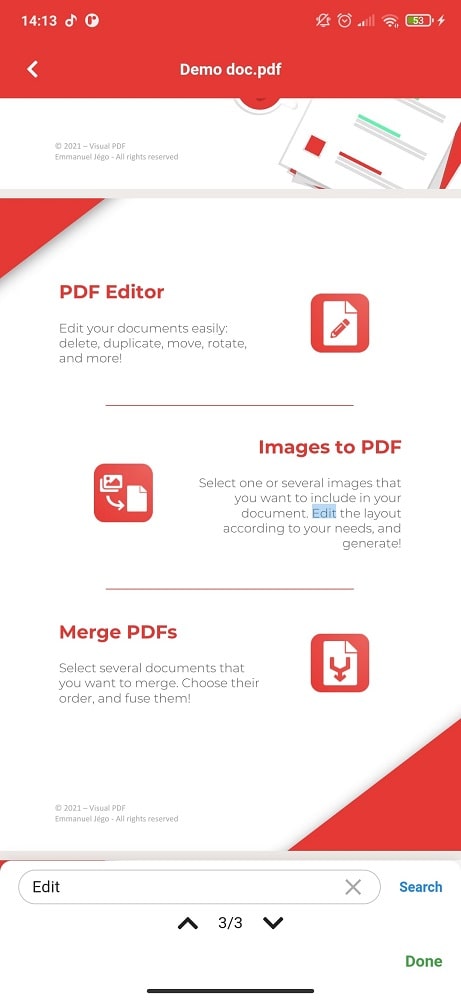 14:13
53
Demo doc.pdf
© 2021 – Visual PDF
Emmanuel Jégo - All rights reserved
PDF Editor
Edit your documents easily:
delete, duplicate, move, rotate,
and more!
Images to PDF
Select one or several images that
you want to include in your
document. Edit the layout
according to your needs, and
generate!
Merge PDFs
Select several documents that
you want to merge. Choose their
order, and fuse them!
© 2021 – Visual PDF
Emmanuel Jégo - All rights reserved
Edit
Search
3/3
Done